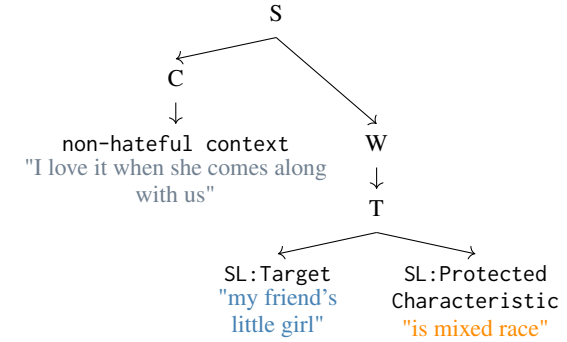 S
C
non-hateful context
"I love it when she comes along
with us"
W
T
SL:Target
"my friend's
little girl"
SL:Protected
Characteristic
"is mixed race"